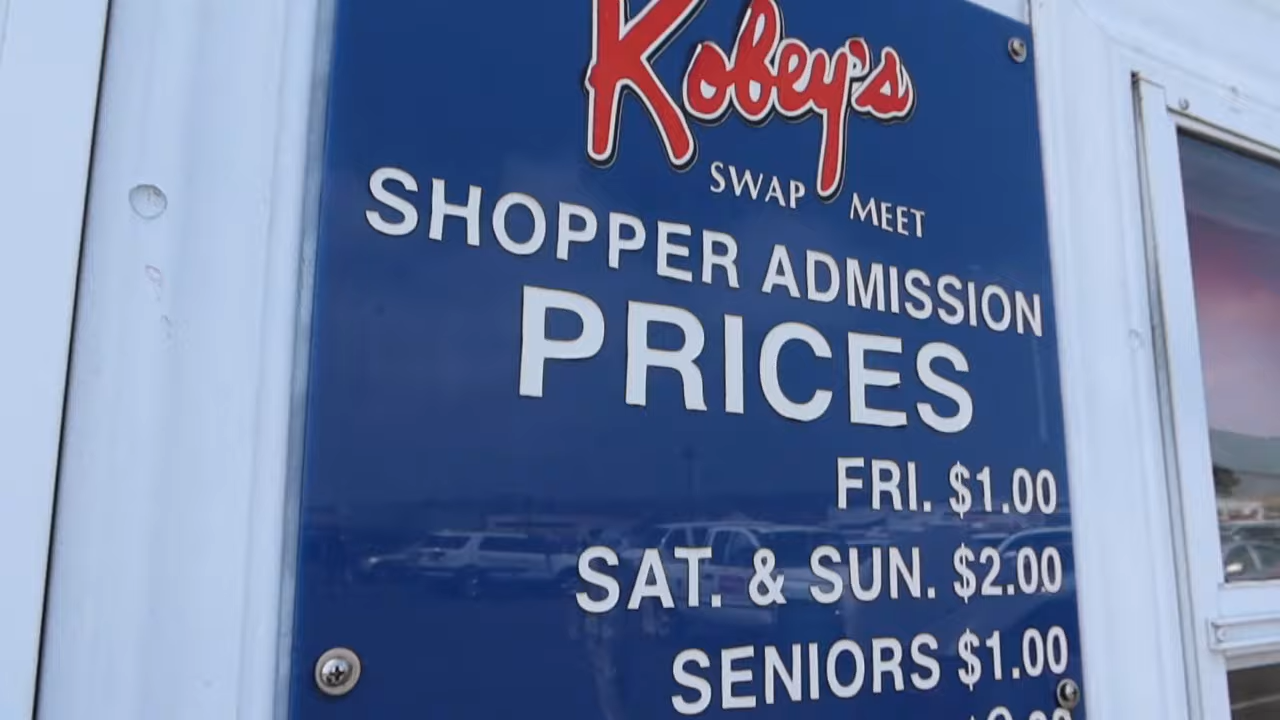 Kobey's
SWAP MEET
SHOPPER ADMISSION
PRICES
FRI. $1.00
SAT. & SUN. $2.00
SENIORS $1.00